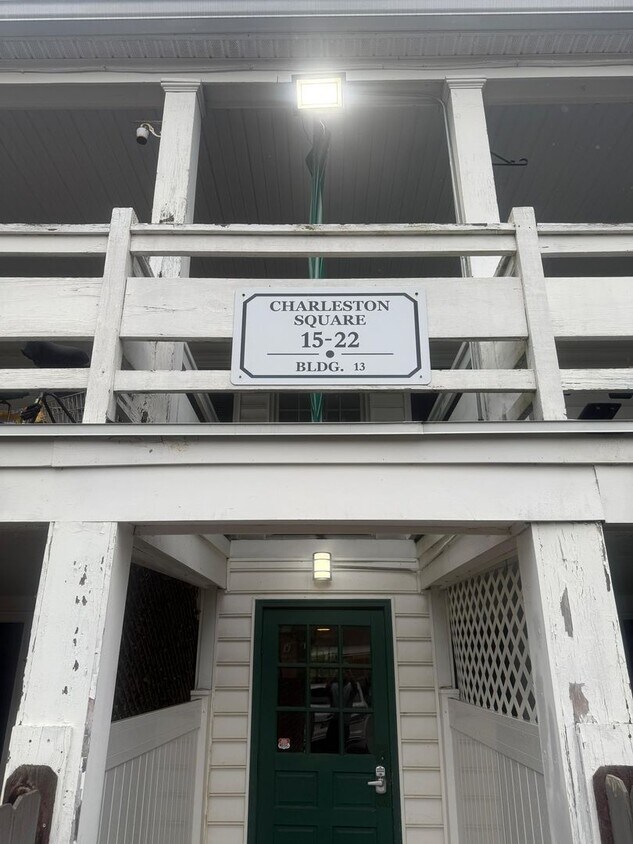 CHARLESTON
SQUARE
15-22
BLDG. 13